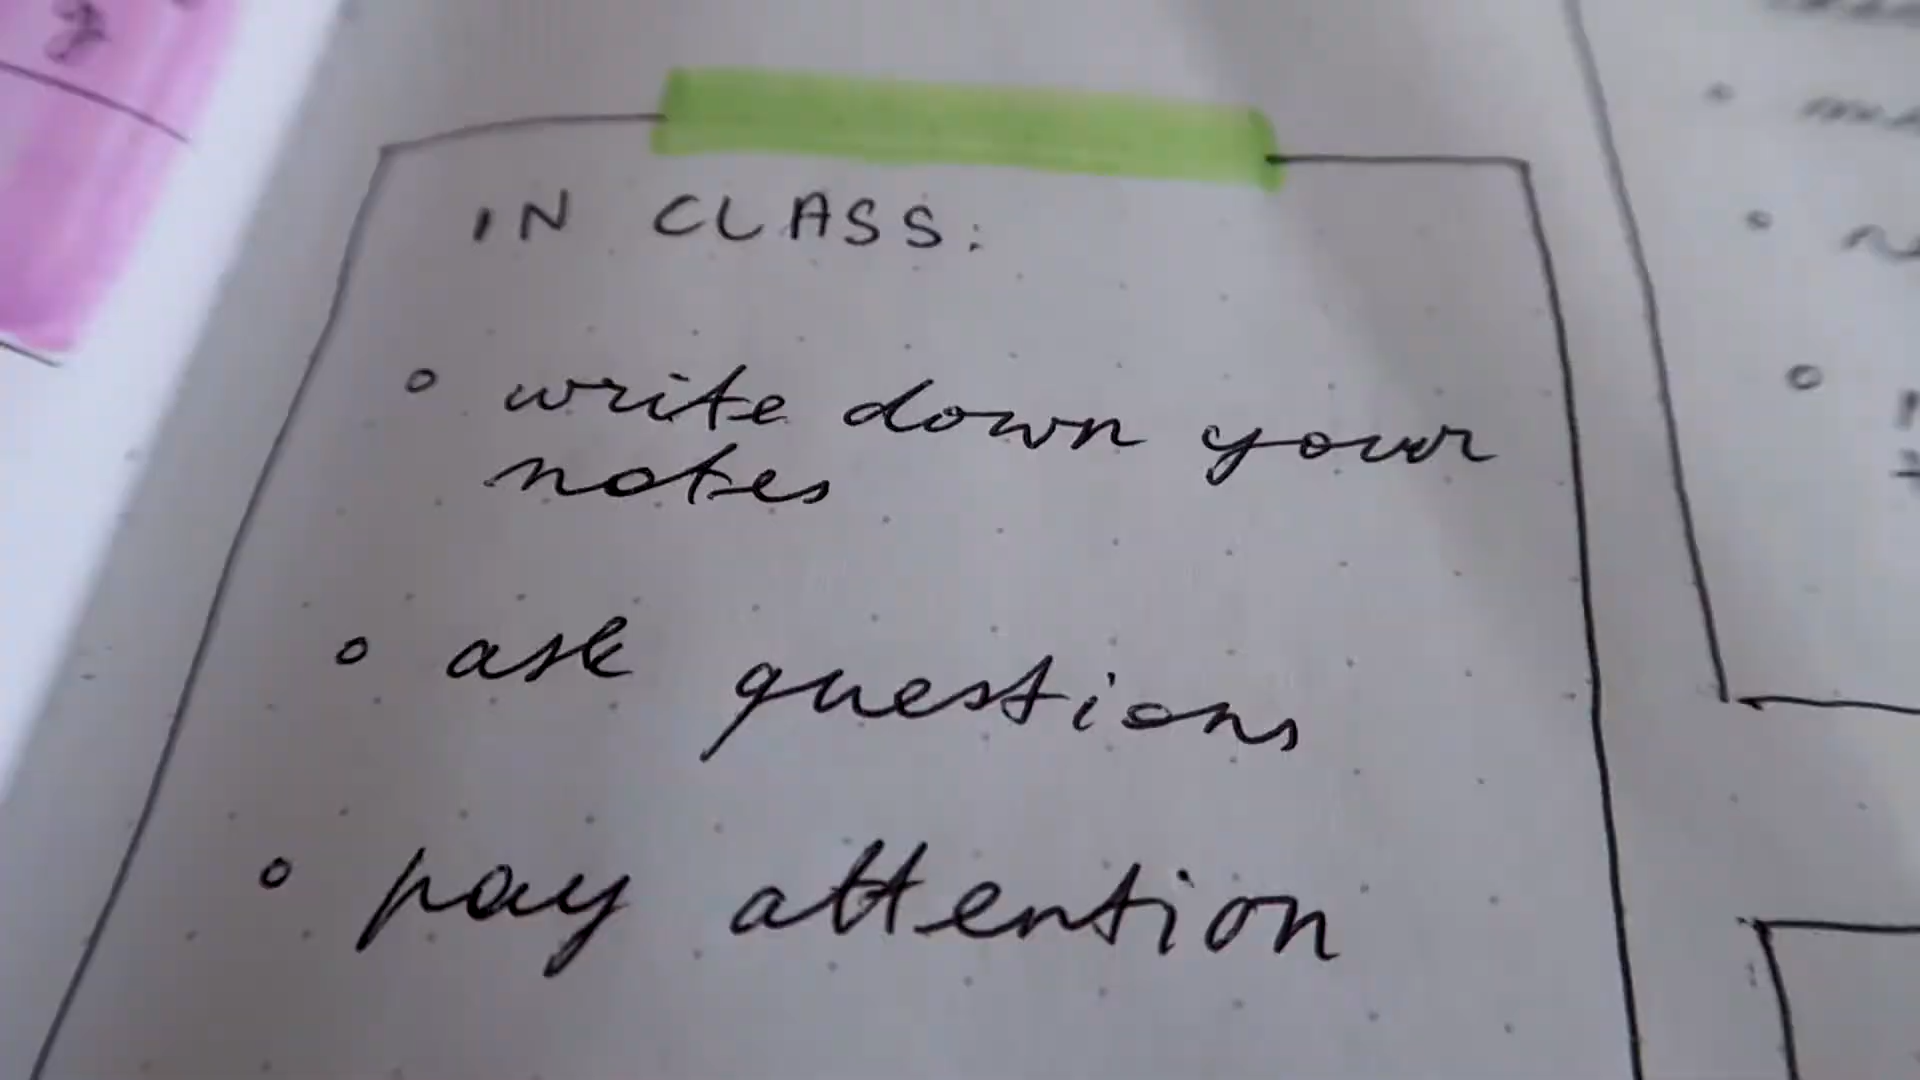 IN CLASS:
◦ write down your
notes
◦ ask questions
◦ pay attention